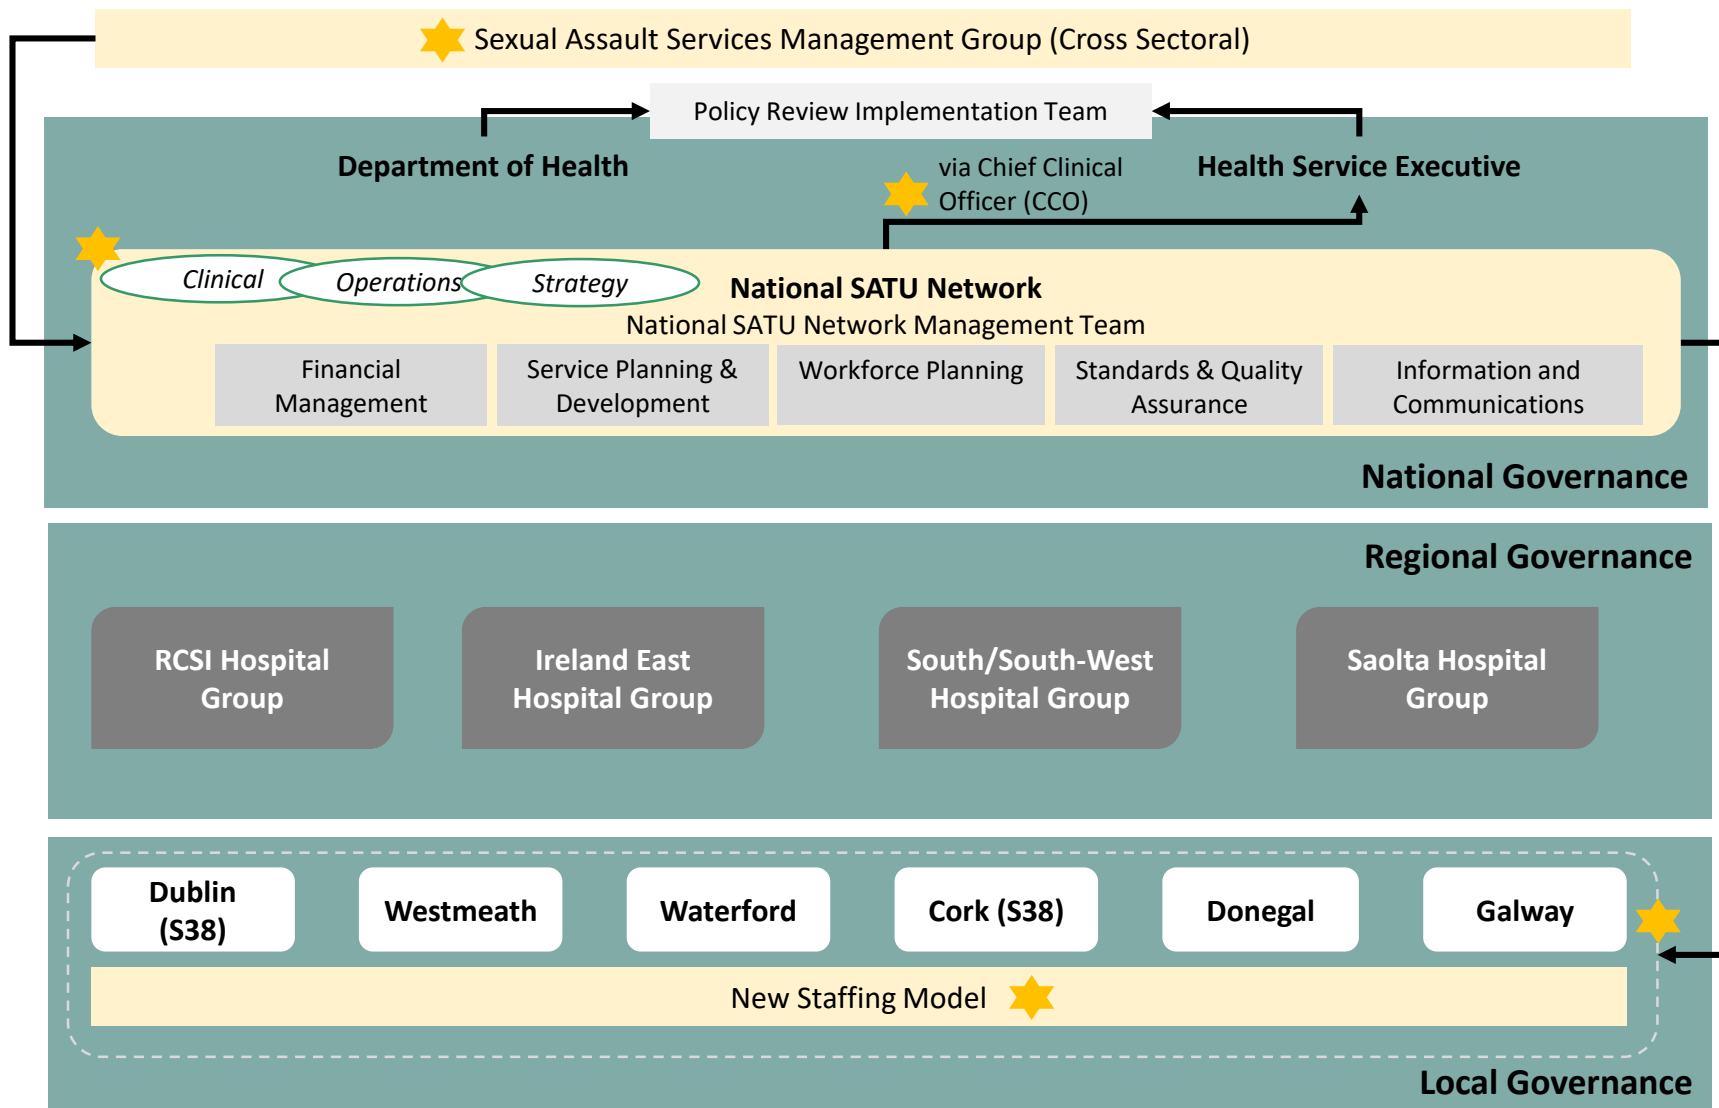 Sexual Assault Services Management Group (Cross Sectoral)
Policy Review Implementation Team
Department of Health
via Chief Clinical
Officer (CCO)
Health Service Executive
Clinical
Operations
Strategy
National SATU Network
National SATU Network Management Team
Financial
Management
Service Planning &
Development
Workforce Planning
Standards & Quality
Assurance
Information and
Communications
National Governance
Regional Governance
RCSI Hospital
Group
Ireland East
Hospital Group
South/South-West
Hospital Group
Saolta Hospital
Group
Dublin
(S38)
Westmeath
Waterford
Cork (S38)
Donegal
Galway
New Staffing Model
Local Governance